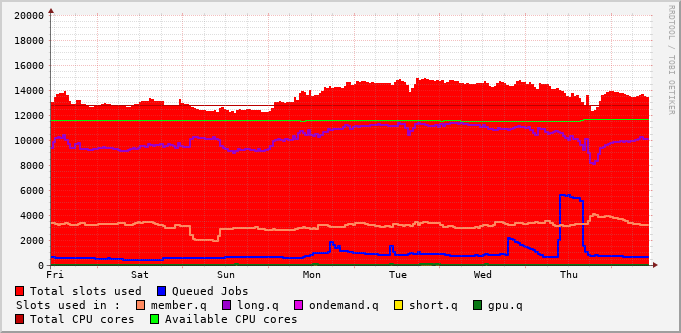 20000
18000
16000
14000
12000
10000
8000
6000
4000
2000
0
Fri Sat Sun Mon Tue Wed Thu
RRDTOOL / TOBI OETIKER
Total slots used Queued Jobs
Slots used in : member.q long.q ondemand.q short.q gpu.q
Total CPU cores Available CPU cores